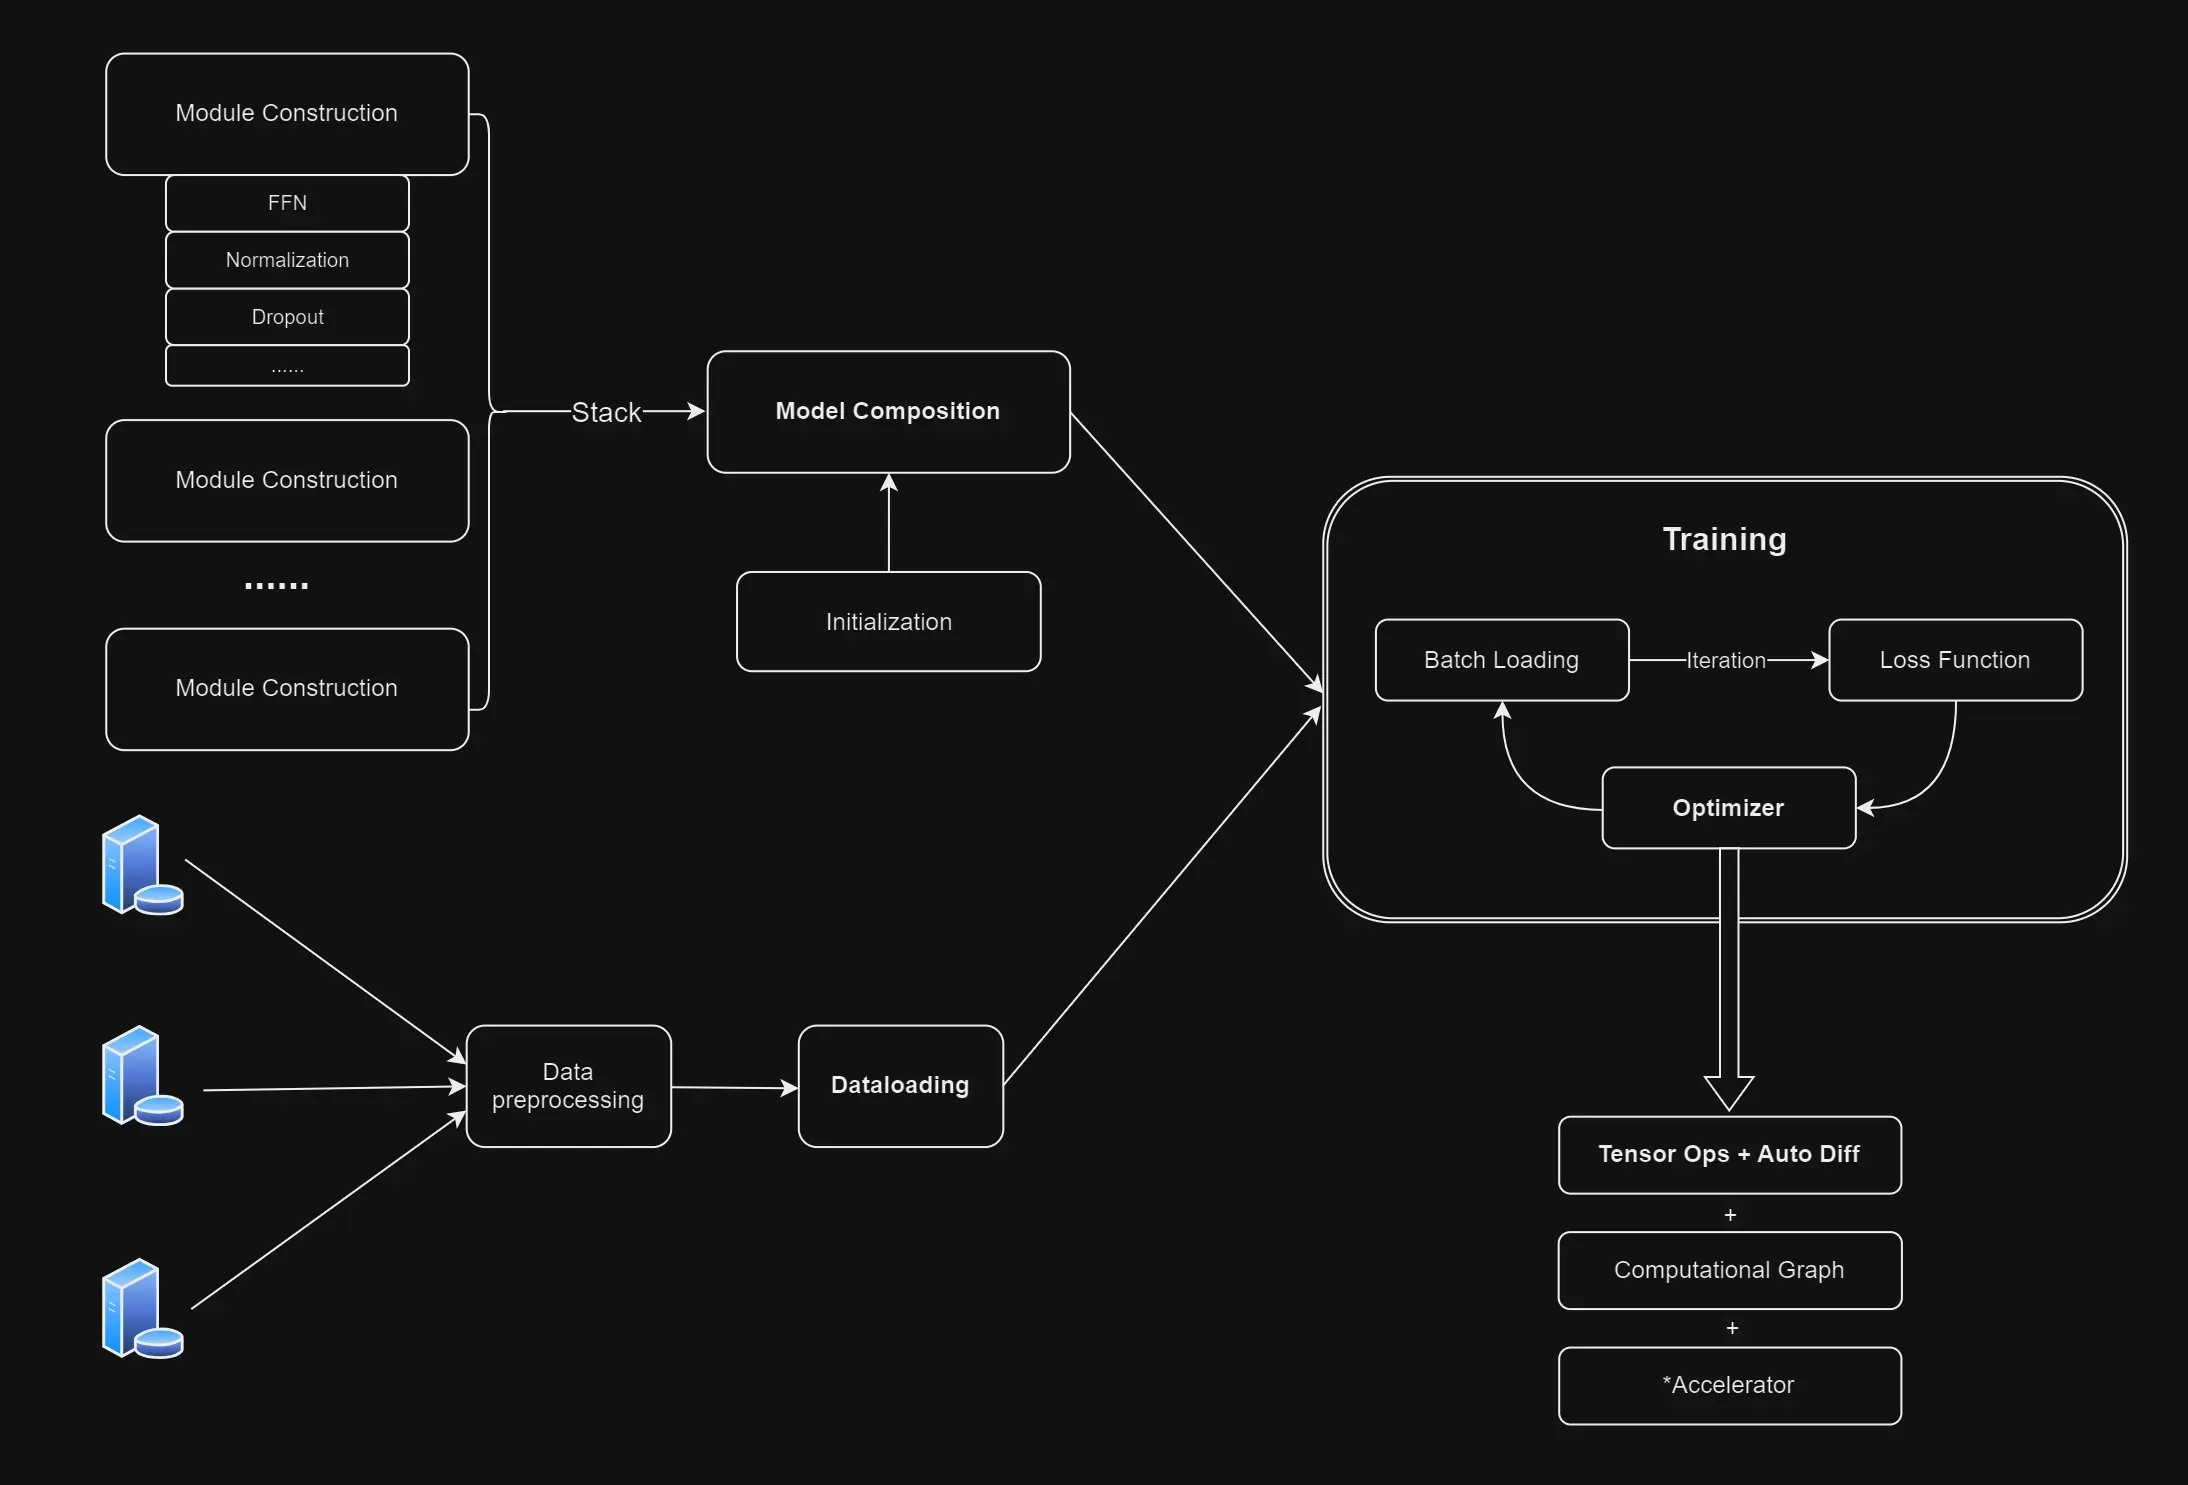 Module Construction
FFN
Normalization
Dropout
......
Module Construction
......
Module Construction
Stack
Model Composition
Initialization
Training
Batch Loading
Iteration
Loss Function
Optimizer
Data
preprocessing
Dataloading
Tensor Ops + Auto Diff
+
Computational Graph
+
*Accelerator